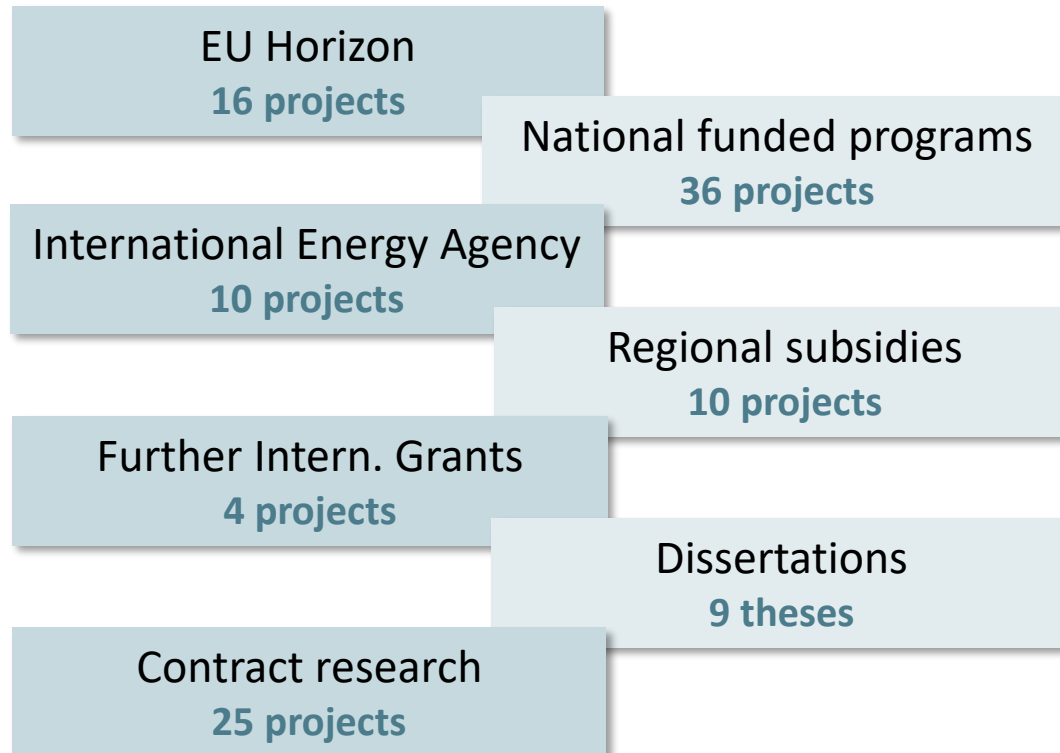 EU Horizon
16 projects
National funded programs
36 projects
International Energy Agency
10 projects
Regional subsidies
10 projects
Further Intern. Grants
4 projects
Dissertations
9 theses
Contract research
25 projects